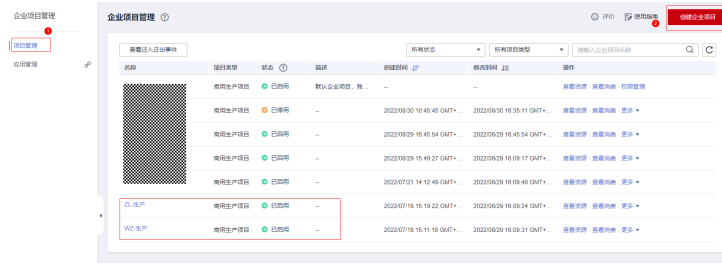 企业项目管理
1
项目管理
应用管理
企业项目管理
评价 使用指南
2
创建企业项目
查看迁入迁出事件 所有状态 所有项目类型 请输入企业项目名称
名称 项目类型 状态 描述 创建时间 修改时间 操作
商用生产项目 已启用 默认企业项目，账... -- -- 查看资源 查看消费 权限管理
商用生产项目 已停用 -- 2022/08/30 10:45:45 GMT+... 2022/08/30 16:35:11 GMT+... 查看资源 查看消费 更多
商用生产项目 已启用 -- 2022/08/29 16:45:54 GMT+... 2022/08/29 16:45:54 GMT+... 查看资源 查看消费 更多
商用生产项目 已启用 -- 2022/08/29 15:49:27 GMT+... 2022/08/29 16:09:17 GMT+... 查看资源 查看消费 更多
商用生产项目 已启用 -- 2022/07/21 14:12:49 GMT+... 2022/08/29 16:09:48 GMT+... 查看资源 查看消费 更多
ZL-生产 商用生产项目 已启用 -- 2022/07/18 15:19:22 GMT+... 2022/08/29 16:09:24 GMT+... 查看资源 查看消费 更多
WZ-生产 商用生产项目 已启用 -- 2022/07/18 15:11:18 GMT+... 2022/08/29 16:09:31 GMT+... 查看资源 查看消费 更多